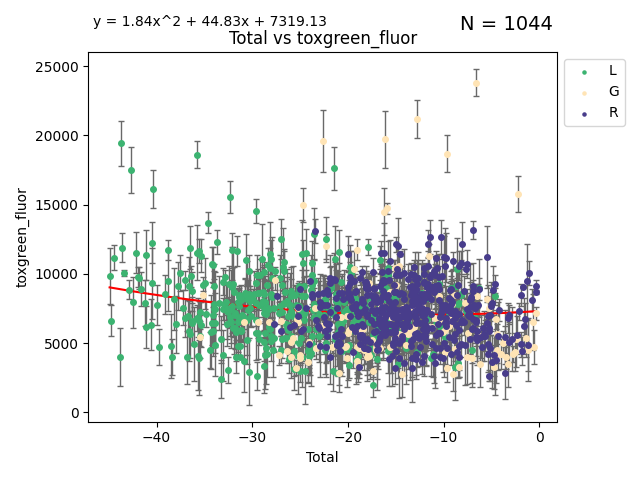 y = 1.84x^2 + 44.83x + 7319.13
N = 1044
Total vs toxgreen_fluor
25000
20000
15000
10000
5000
0
toxgreen_fluor
−40
−30
−20
−10
0
Total
L
G
R